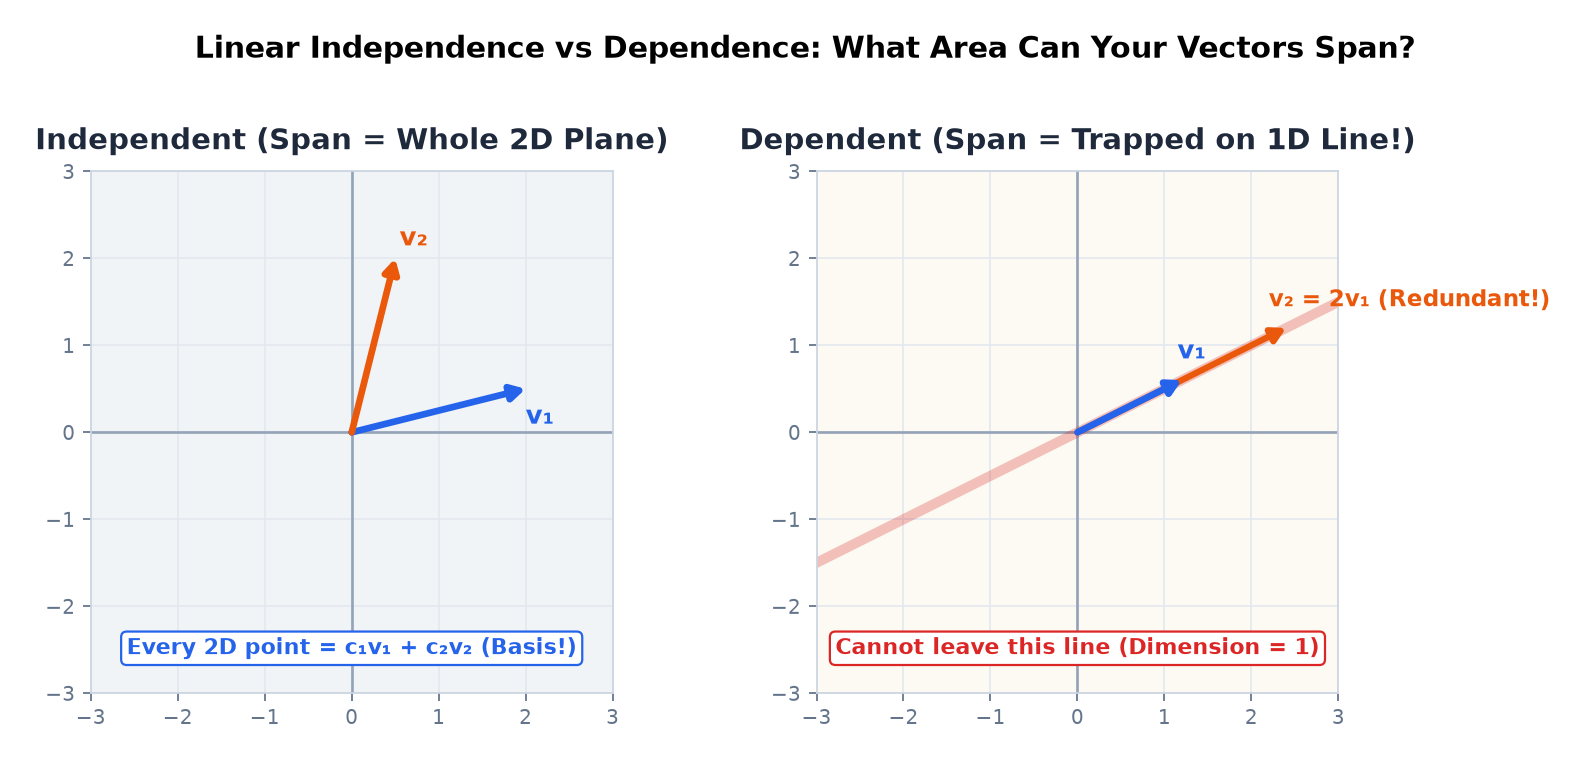 Linear Independence vs Dependence: What Area Can Your Vectors Span?
Independent (Span = Whole 2D Plane)
3
2
1
0
−1
−2
−3
−3 −2 −1 0 1 2 3
v₂
v₁
Every 2D point = c₁v₁ + c₂v₂ (Basis!)
Dependent (Span = Trapped on 1D Line!)
3
2
1
0
−1
−2
−3
−3 −2 −1 0 1 2 3
v₂ = 2v₁ (Redundant!)
v₁
Cannot leave this line (Dimension = 1)